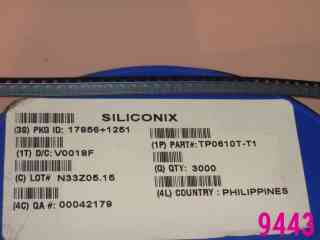 SILICONIX
(3S) PKG ID: 17956+1251
(1T) D/C: V0019F
(1P) PART#: TP0610T-T1
(C) LOT# N33Z05.15
(Q) QTY: 3000
(4C) QA #: 00042179
(4L) COUNTRY : PHILIPPINES
9443